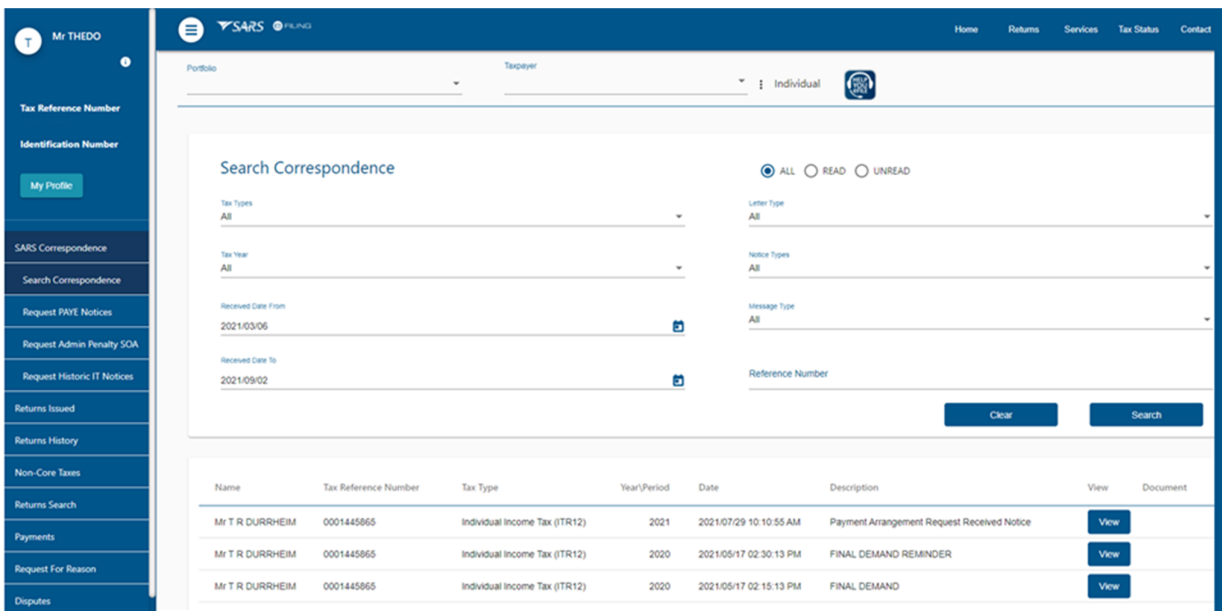 T Mr THEDO
Tax Reference Number
Identification Number
My Profile
SARS Correspondence
Search Correspondence
Request PAYE Notices
Request Admin Penalty SOA
Request Historic IT Notices
Returns Issued
Returns History
Non-Core Taxes
Returns Search
Payments
Request For Reason
Disputes
SARS eFILING Home Returns Services Tax Status Contact
Portfolio Taxpayer
Individual HELP YOU eFILE
Search Correspondence ALL READ UNREAD
Tax Types Letter Type
All All
Tax Year Notice Types
All All
Received Date From Message Type
2021/03/06 All
Received Date To
2021/09/02 Reference Number
Clear Search
Name Tax Reference Number Tax Type Year\Period Date Description View Document
Mr T R DURRHEIM 0001445865 Individual Income Tax (ITR12) 2021 2021/07/29 10:10:55 AM Payment Arrangement Request Received Notice View
Mr T R DURRHEIM 0001445865 Individual Income Tax (ITR12) 2020 2021/05/17 02:30:13 PM FINAL DEMAND REMINDER View
Mr T R DURRHEIM 0001445865 Individual Income Tax (ITR12) 2020 2021/05/17 02:15:13 PM FINAL DEMAND View